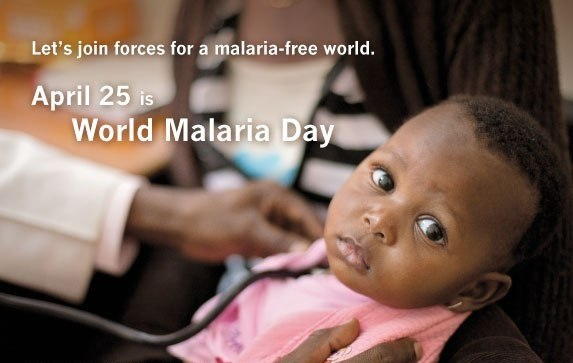 Let's join forces for a malaria-free world.
April 25 is
World Malaria Day